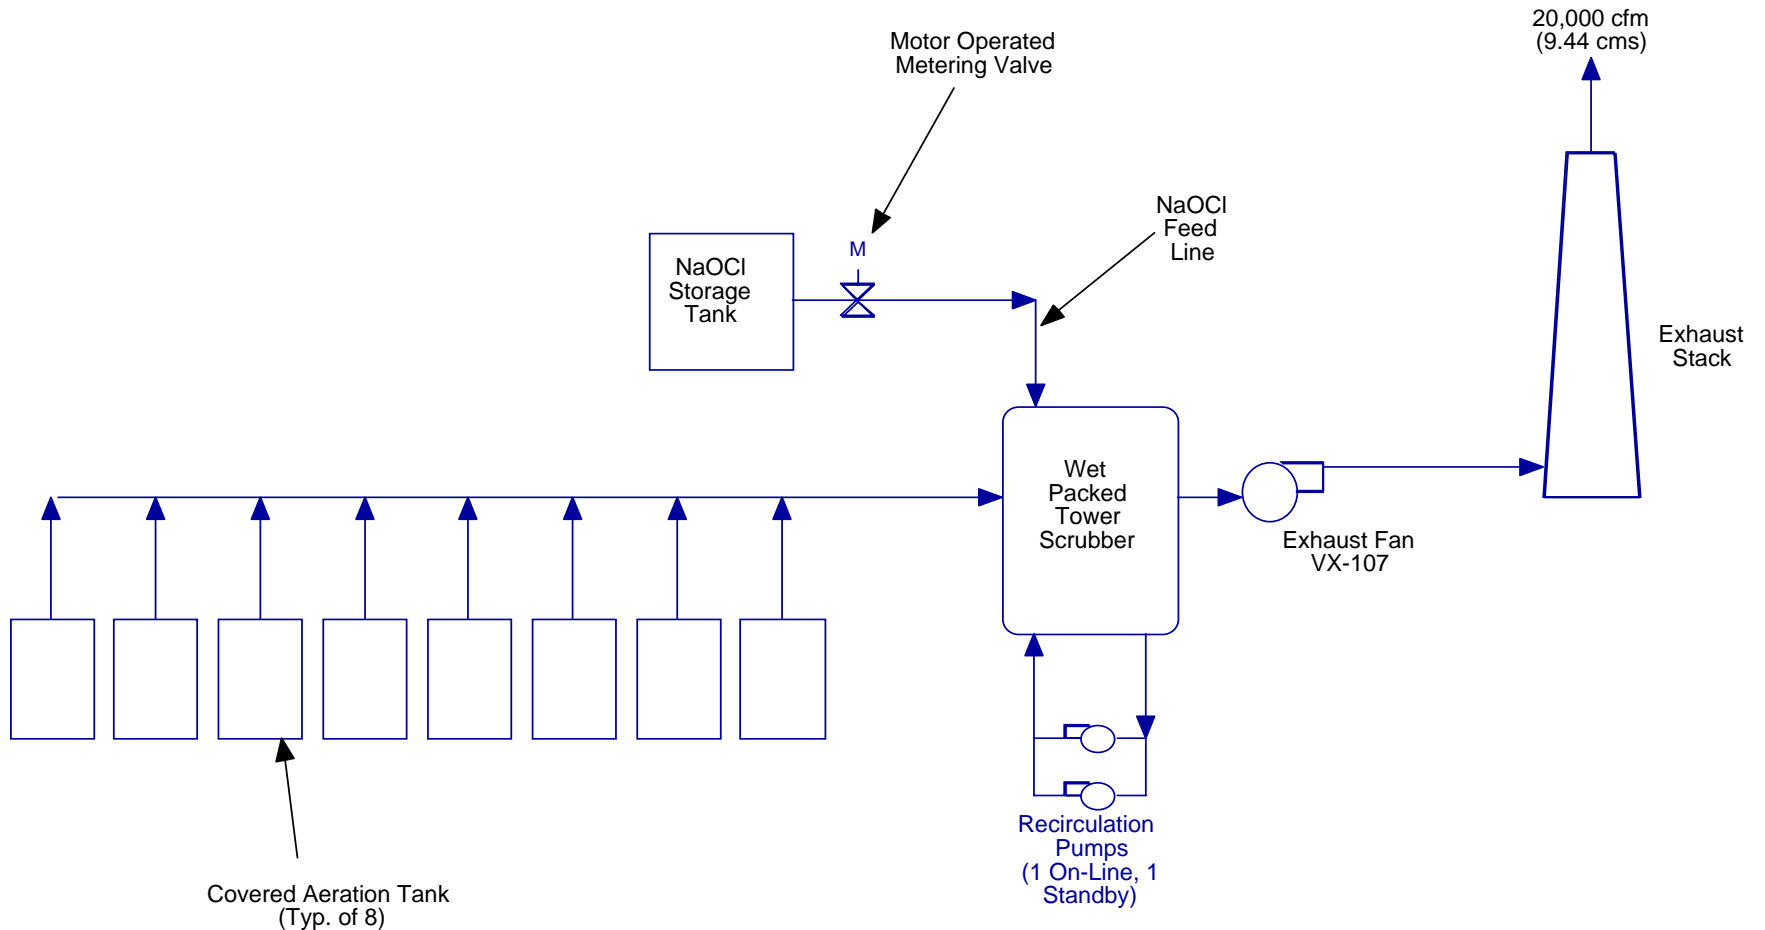 20,000 cfm
(9.44 cms)
Motor Operated
Metering Valve
NaOCl
Feed
Line
M
NaOCl
Storage
Tank
Exhaust
Stack
Wet
Packed
Tower
Scrubber
Exhaust Fan
VX-107
Recirculation
Pumps
(1 On-Line, 1
Standby)
Covered Aeration Tank
(Typ. of 8)